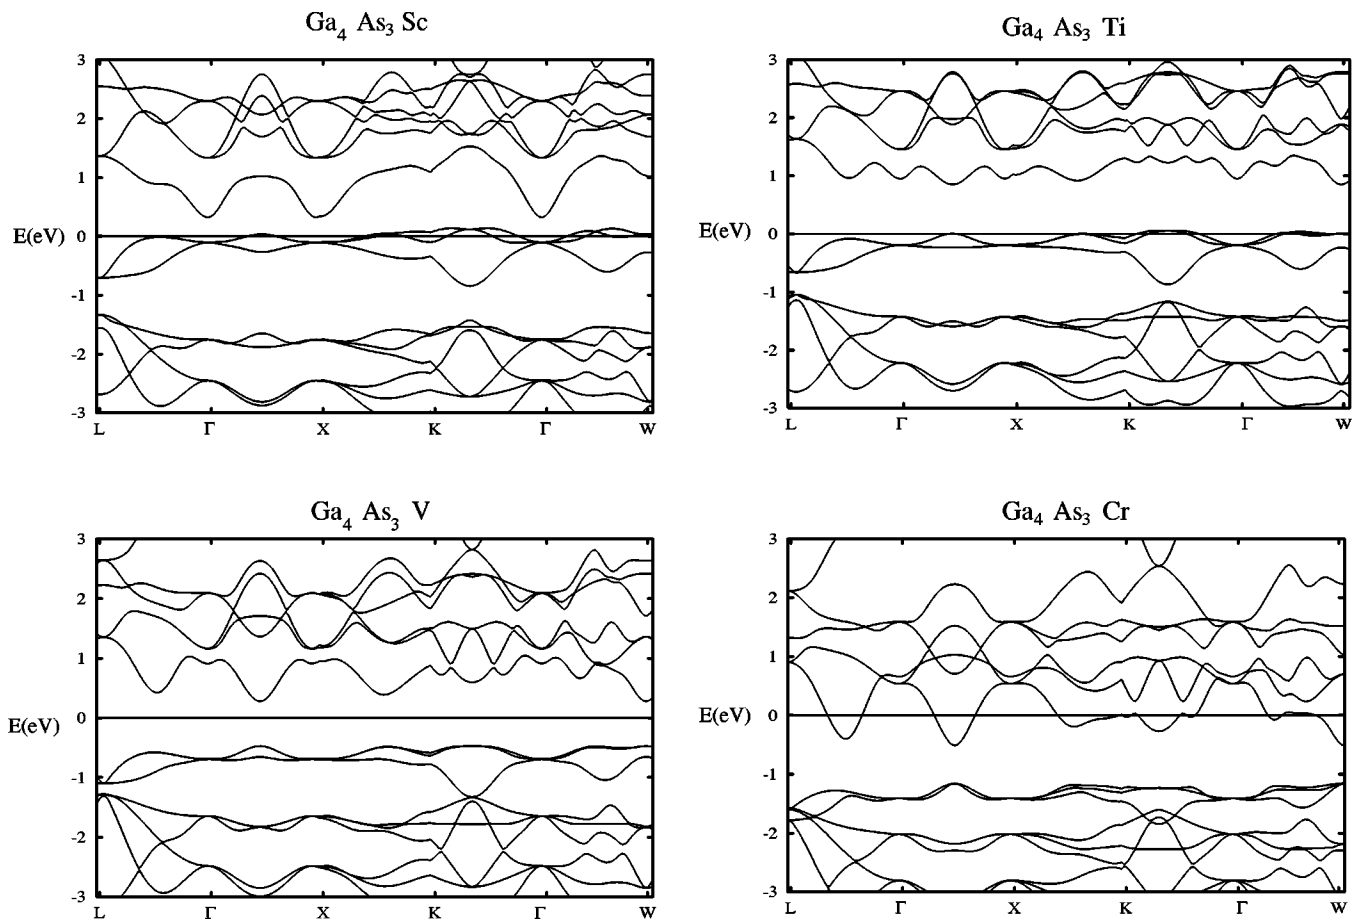 Ga4 As3 Sc
3
2
1
E(eV) 0
-1
-2
-3
L Γ X K Γ W
Ga4 As3 Ti
3
2
1
E(eV) 0
-1
-2
-3
L Γ X K Γ W
Ga4 As3 V
3
2
1
0
E(eV)
-1
-2
-3
L Γ X K Γ W
Ga4 As3 Cr
3
2
1
E(eV) 0
-1
-2
-3
L Γ X K Γ W